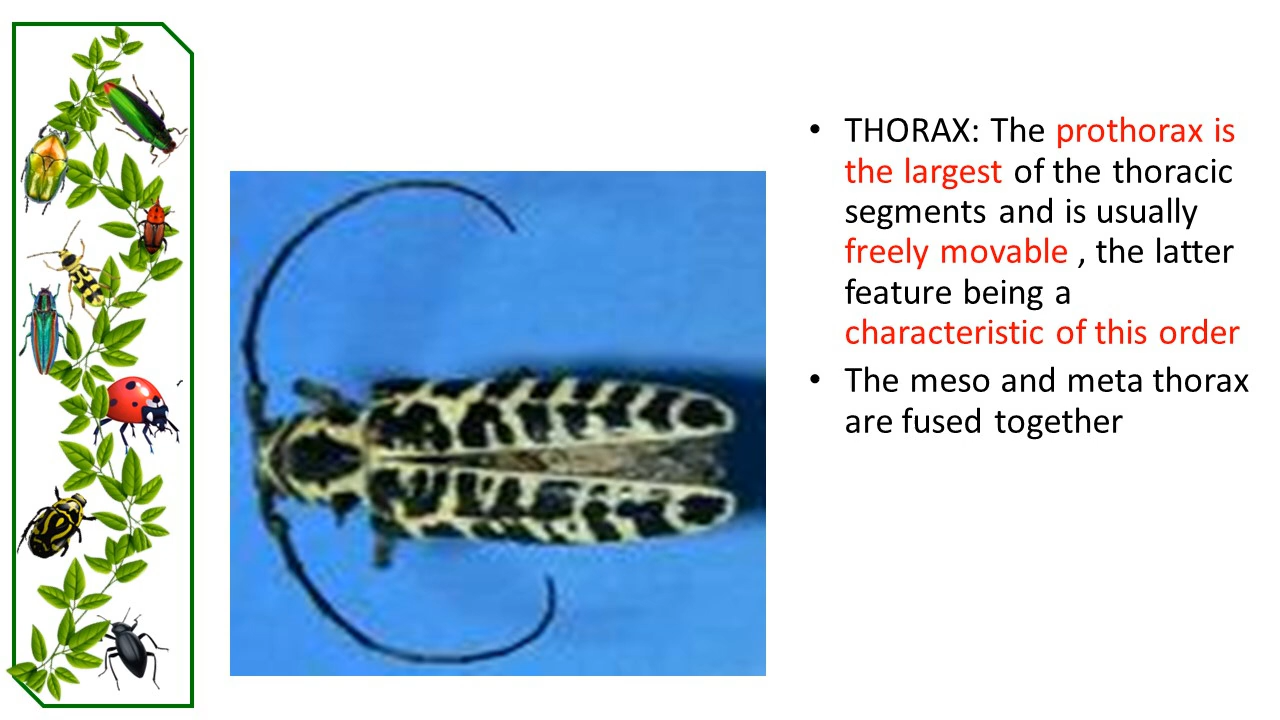 • THORAX: The prothorax is
the largest of the thoracic
segments and is usually
freely movable , the latter
feature being a
characteristic of this order
• The meso and meta thorax
are fused together